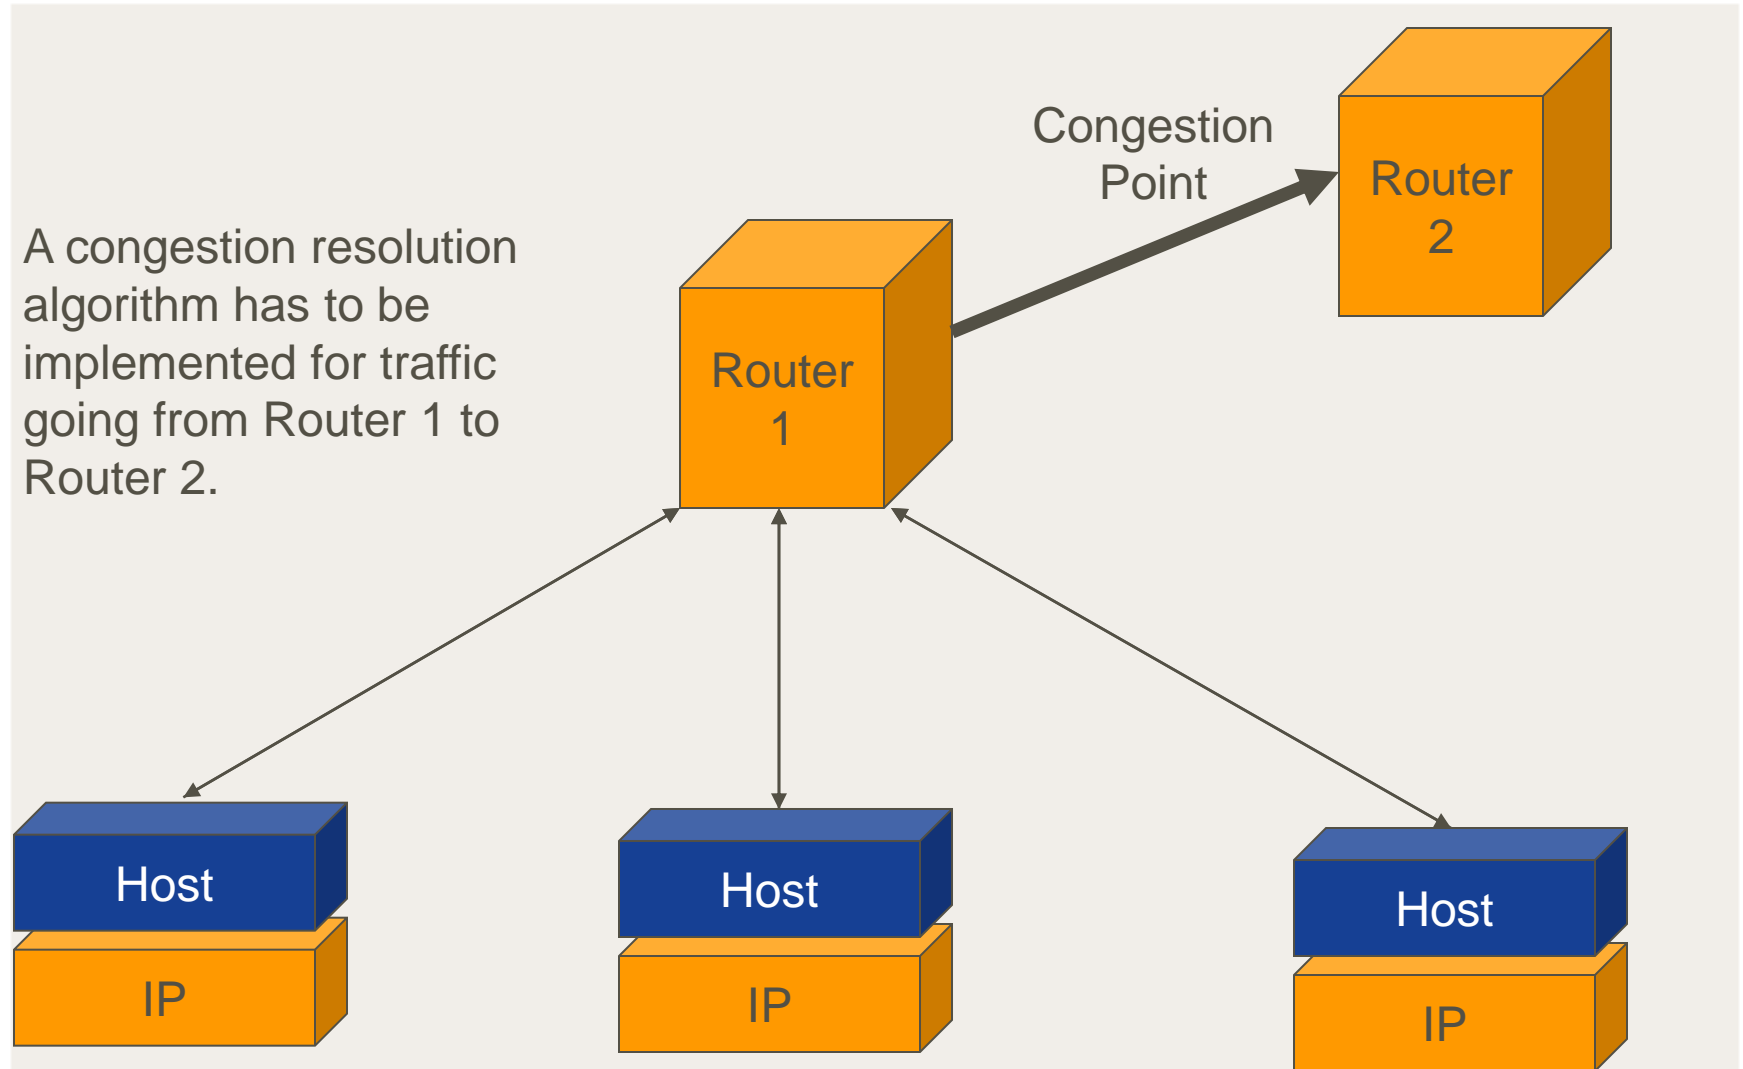 Congestion
Point
Router
2
A congestion resolution
algorithm has to be
implemented for traffic
going from Router 1 to
Router 2.
Router
1
Host
IP
Host
IP
Host
IP